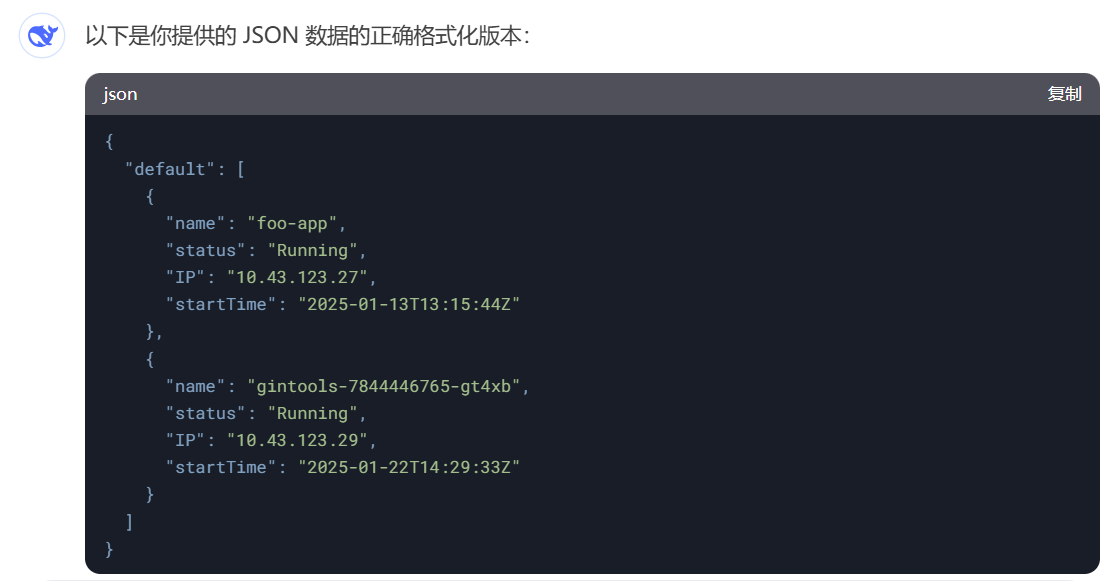 以下是你提供的 JSON 数据的正确格式化版本：
json
复制
{
  "default": [
    {
      "name": "foo-app",
      "status": "Running",
      "IP": "10.43.123.27",
      "startTime": "2025-01-13T13:15:44Z"
    },
    {
      "name": "gintools-7844446765-gt4xb",
      "status": "Running",
      "IP": "10.43.123.29",
      "startTime": "2025-01-22T14:29:33Z"
    }
  ]
}